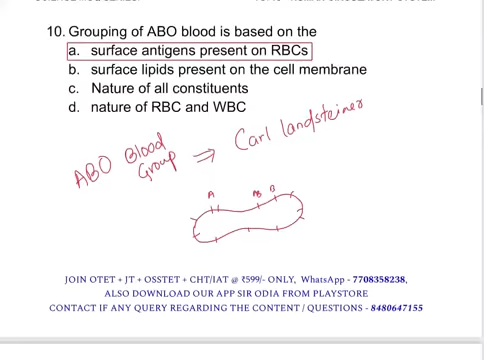 10. Grouping of ABO blood is based on the
a. surface antigens present on RBCs
b. surface lipids present on the cell membrane
c. Nature of all constituents
d. nature of RBC and WBC
ABO Blood Group ⇒ Carl landsteiner
A AB B
JOIN OTET + JT + OSSTET + CHT/IAT @ ₹599/- ONLY, WhatsApp - 7708358238,
ALSO DOWNLOAD OUR APP SIR ODIA FROM PLAYSTORE
CONTACT IF ANY QUERY REGARDING THE CONTENT / QUESTIONS - 8480647155